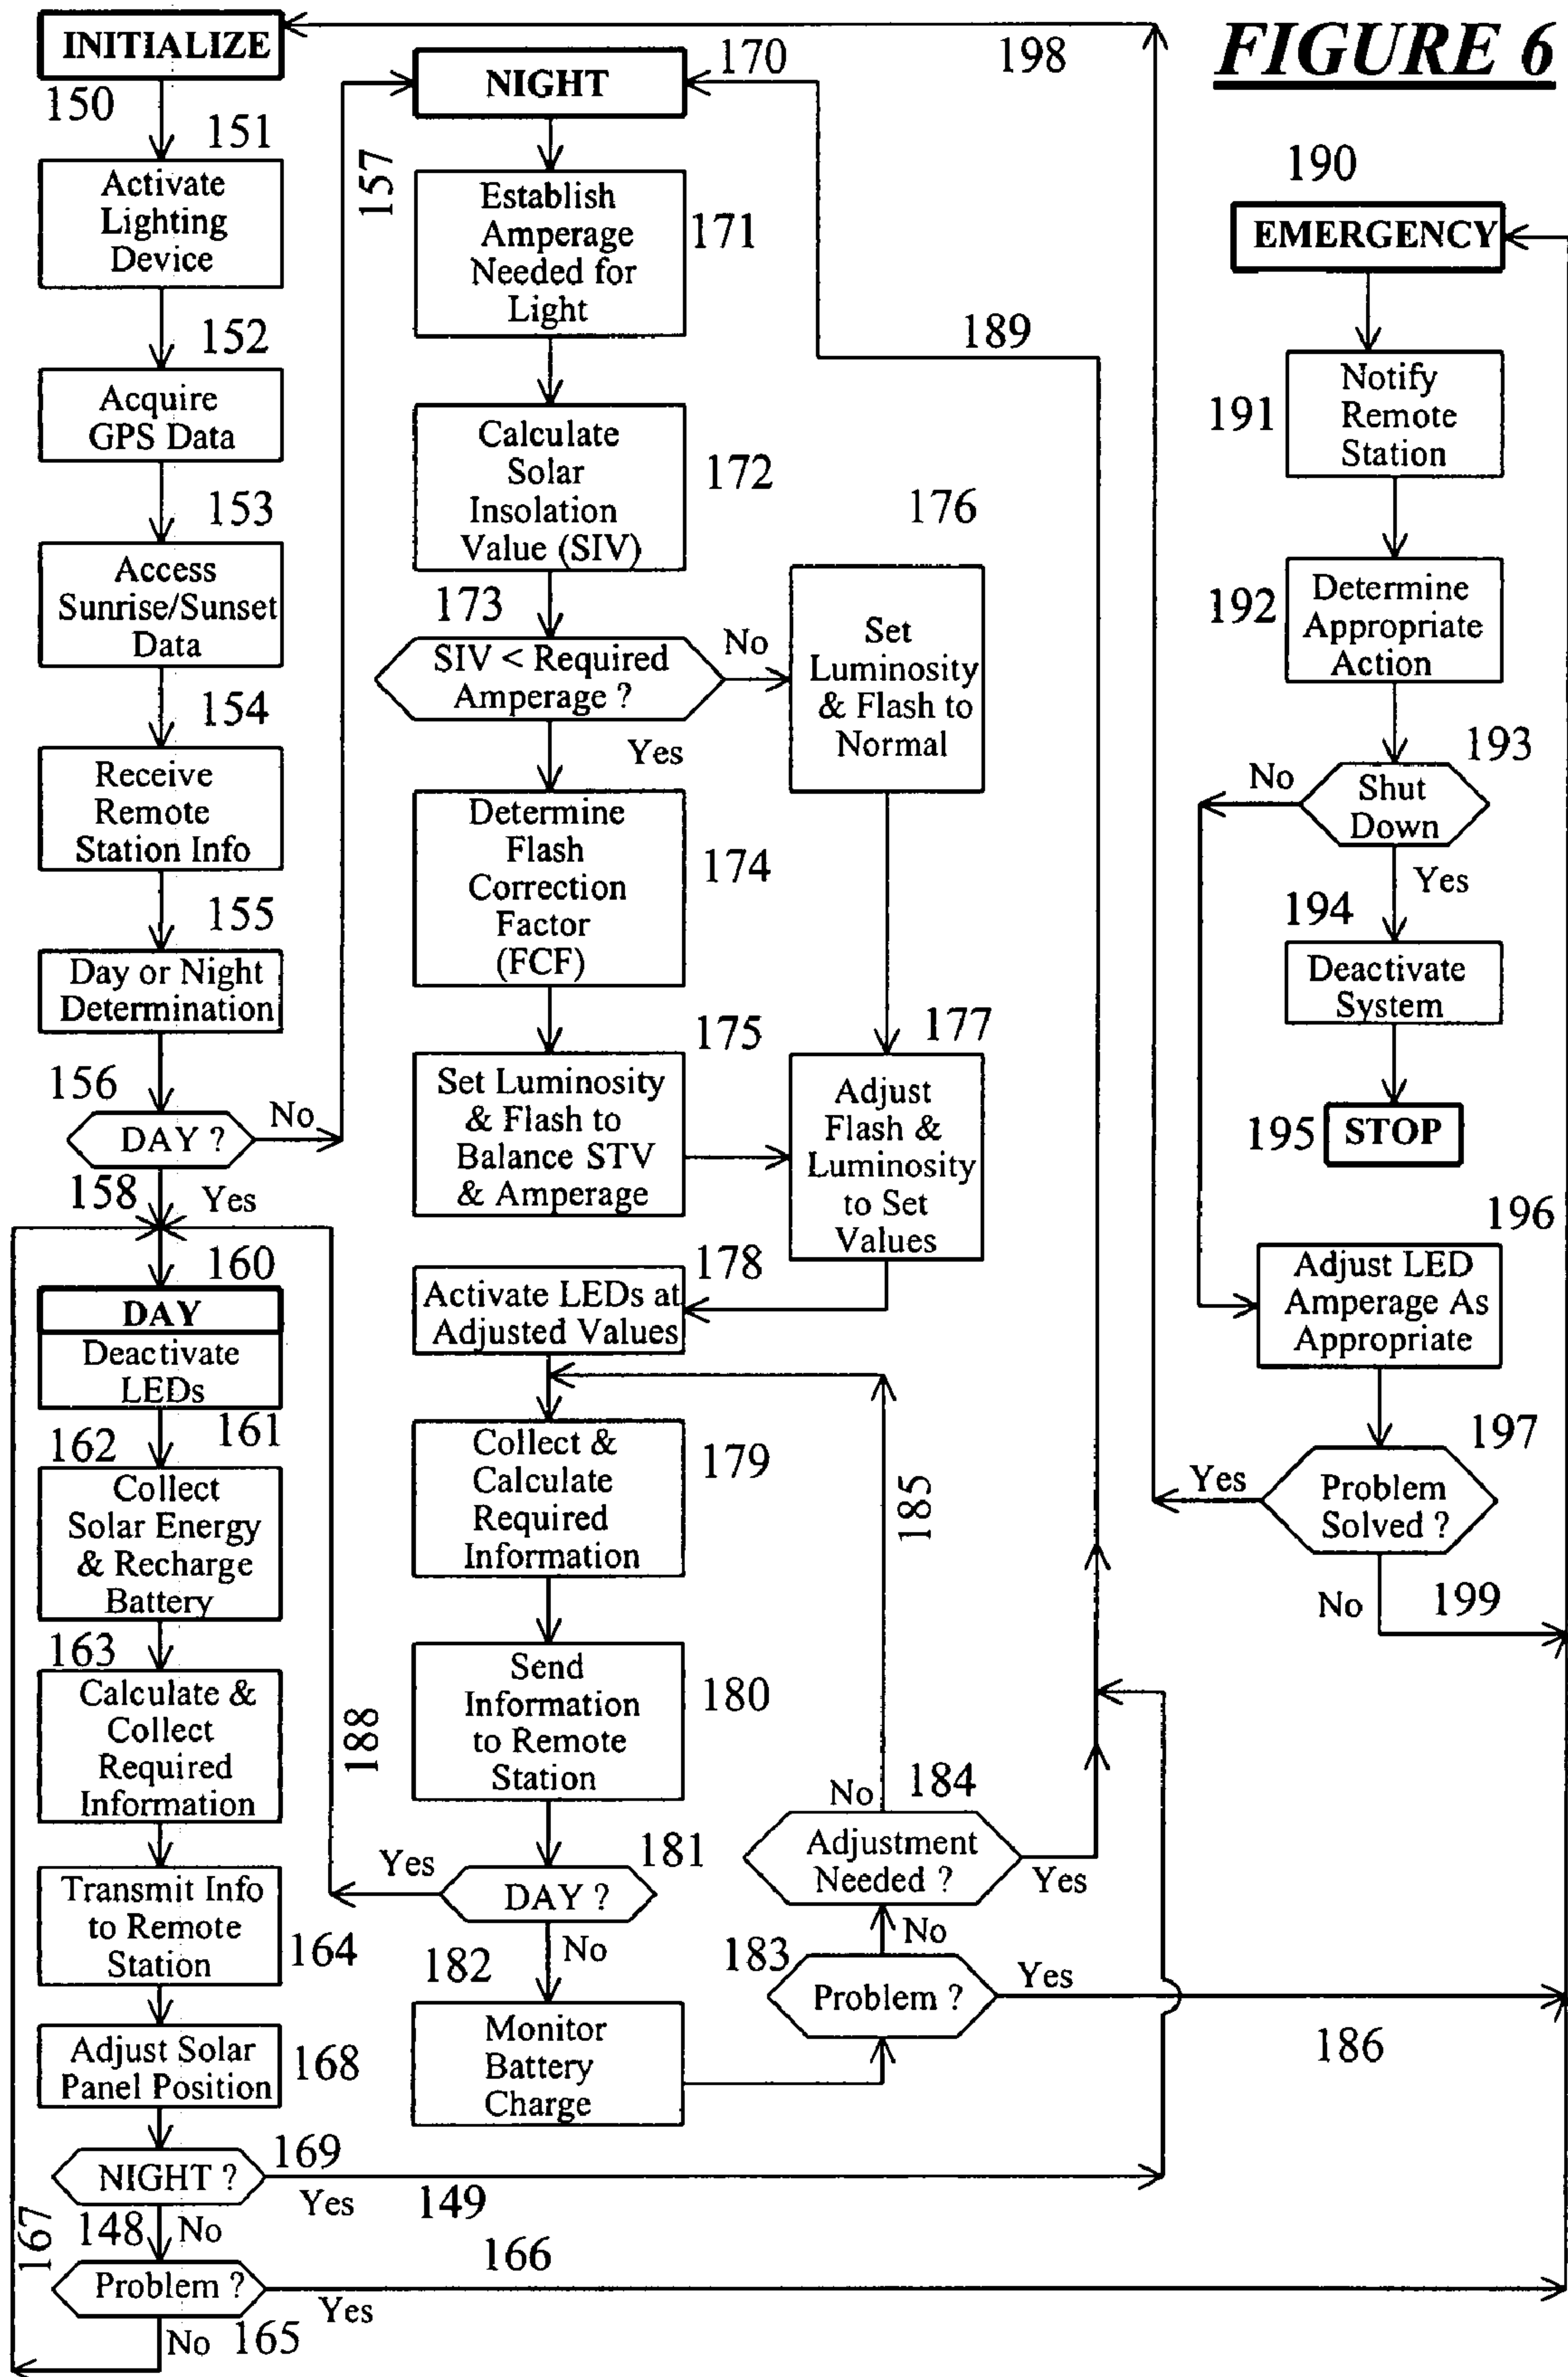 FIGURE 6
INITIALIZE
150
151
Activate
Lighting
Device
152
Acquire
GPS Data
153
Access
Sunrise/Sunset
Data
154
Receive
Remote
Station Info
155
Day or Night
Determination
156
DAY ?
No
157
158
Yes
160
DAY
Deactivate
LEDs
161
162
Collect
Solar Energy
& Recharge
Battery
163
Calculate &
Collect
Required
Information
Transmit Info
to Remote
Station
164
Adjust Solar
Panel Position
168
NIGHT ?
169
Yes
149
148
No
167
Problem ?
166
Yes
No
165
170
NIGHT
Establish
Amperage
Needed for
Light
171
Calculate
Solar
Insolation
Value (SIV)
172
173
SIV < Required
Amperage ?
No
Yes
176
Set
Luminosity
& Flash to
Normal
Determine
Flash
Correction
Factor
(FCF)
174
175
Set Luminosity
& Flash to
Balance STV
& Amperage
177
Adjust
Flash &
Luminosity
to Set
Values
178
Activate LEDs at
Adjusted Values
Collect &
Calculate
Required
Information
179
185
Send
Information
to Remote
Station
180
188
Yes
181
DAY ?
No
182
Monitor
Battery
Charge
183
Problem ?
Yes
186
No
184
Adjustment
Needed ?
No
Yes
189
198
190
EMERGENCY
191
Notify
Remote
Station
192
Determine
Appropriate
Action
193
Shut
Down
No
Yes
194
Deactivate
System
195
STOP
196
Adjust LED
Amperage As
Appropriate
197
Problem
Solved ?
Yes
No
199